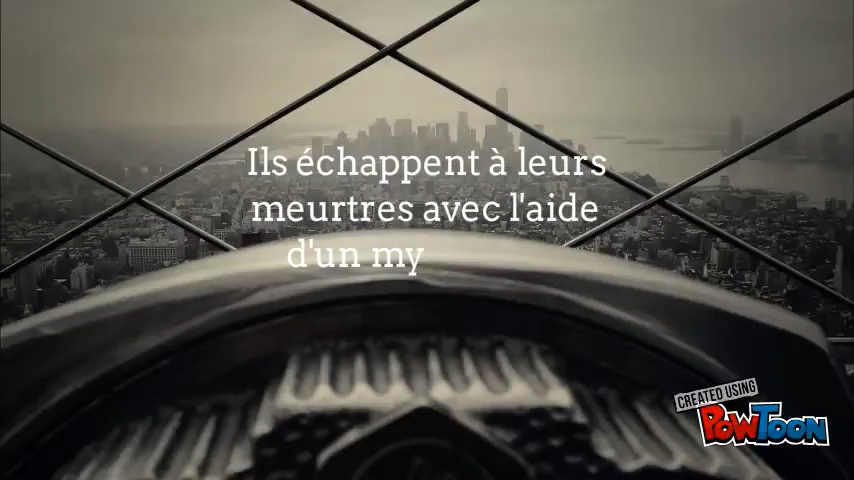 Ils échappent à leurs
meurtres avec l'aide
d'un my
CREATED USING
POWTOON